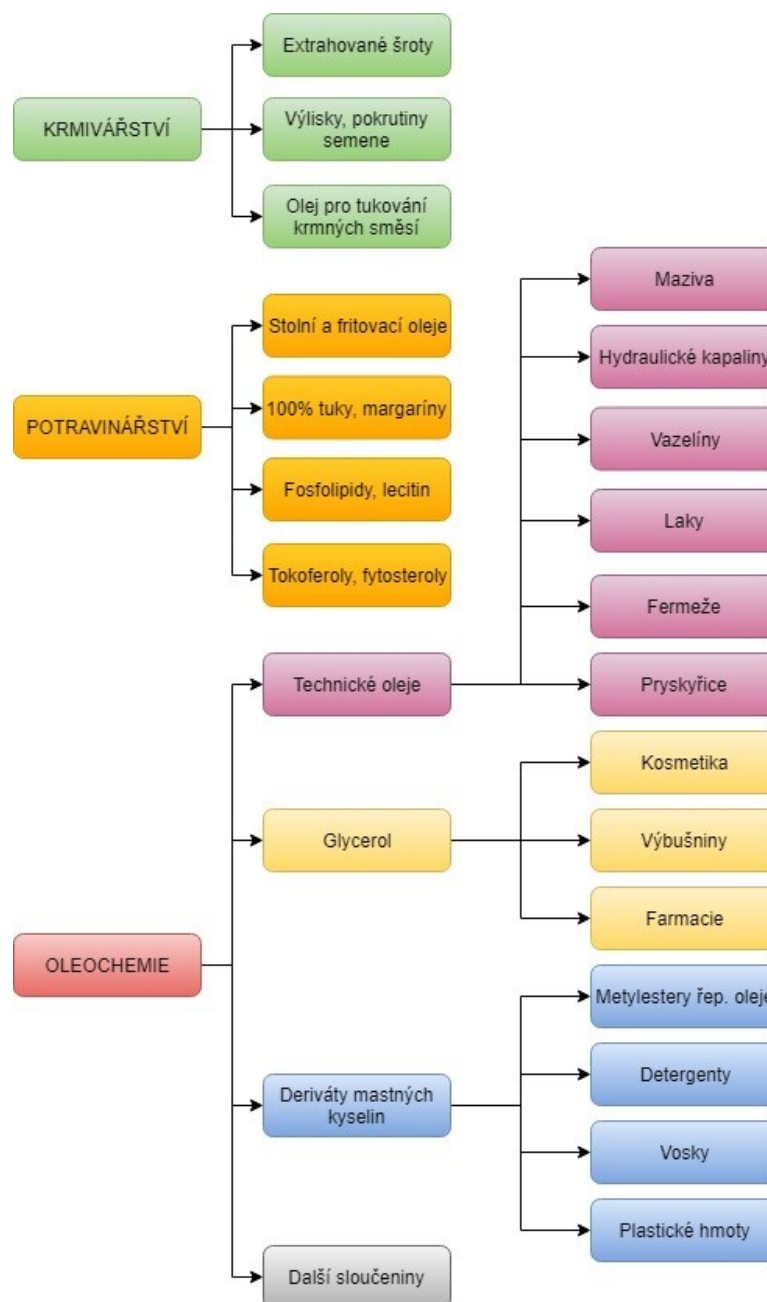 Extrahované šroty
KRMIVÁŘSTVÍ
Výlisky, pokrutiny
semene
Olej pro tukování
krmných směsí
Stolní a fritovací oleje
POTRAVINÁŘSTVÍ
100% tuky, margaríny
Fosfolipidy, lecitin
Tokoferoly, fytosteroly
Maziva
Hydraulické kapaliny
Vazelíny
Laky
Fermeže
Technické oleje
Pryskyřice
Kosmetika
Glycerol
Výbušniny
Farmacie
OLEOCHEMIE
Metylestery řep. oleje
Detergenty
Deriváty mastných
kyselin
Vosky
Plastické hmoty
Další sloučeniny